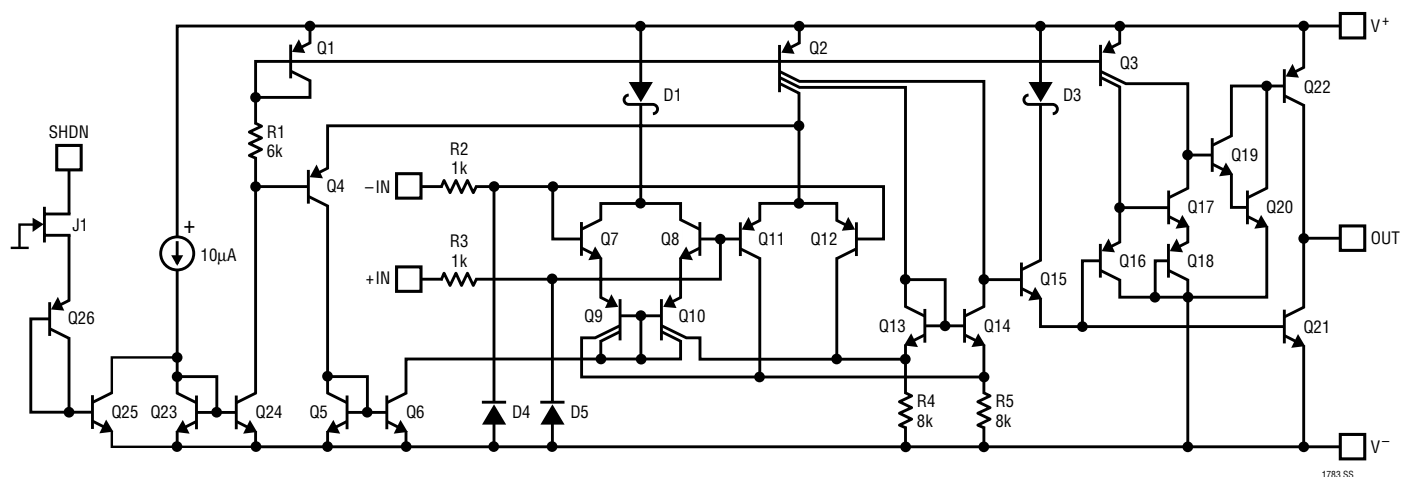 V+
Q1
Q2
Q3
D1
D3
Q22
SHDN
R1
6k
R2
1k
Q19
Q4
–IN
Q17
Q20
J1
+
10µA
Q7
Q8
Q11
Q12
OUT
R3
1k
Q16
Q18
+IN
Q15
Q26
Q9
Q10
Q13
Q14
Q21
Q25
Q23
Q24
Q5
Q6
D4
D5
R4
8k
R5
8k
V–
1783 SS